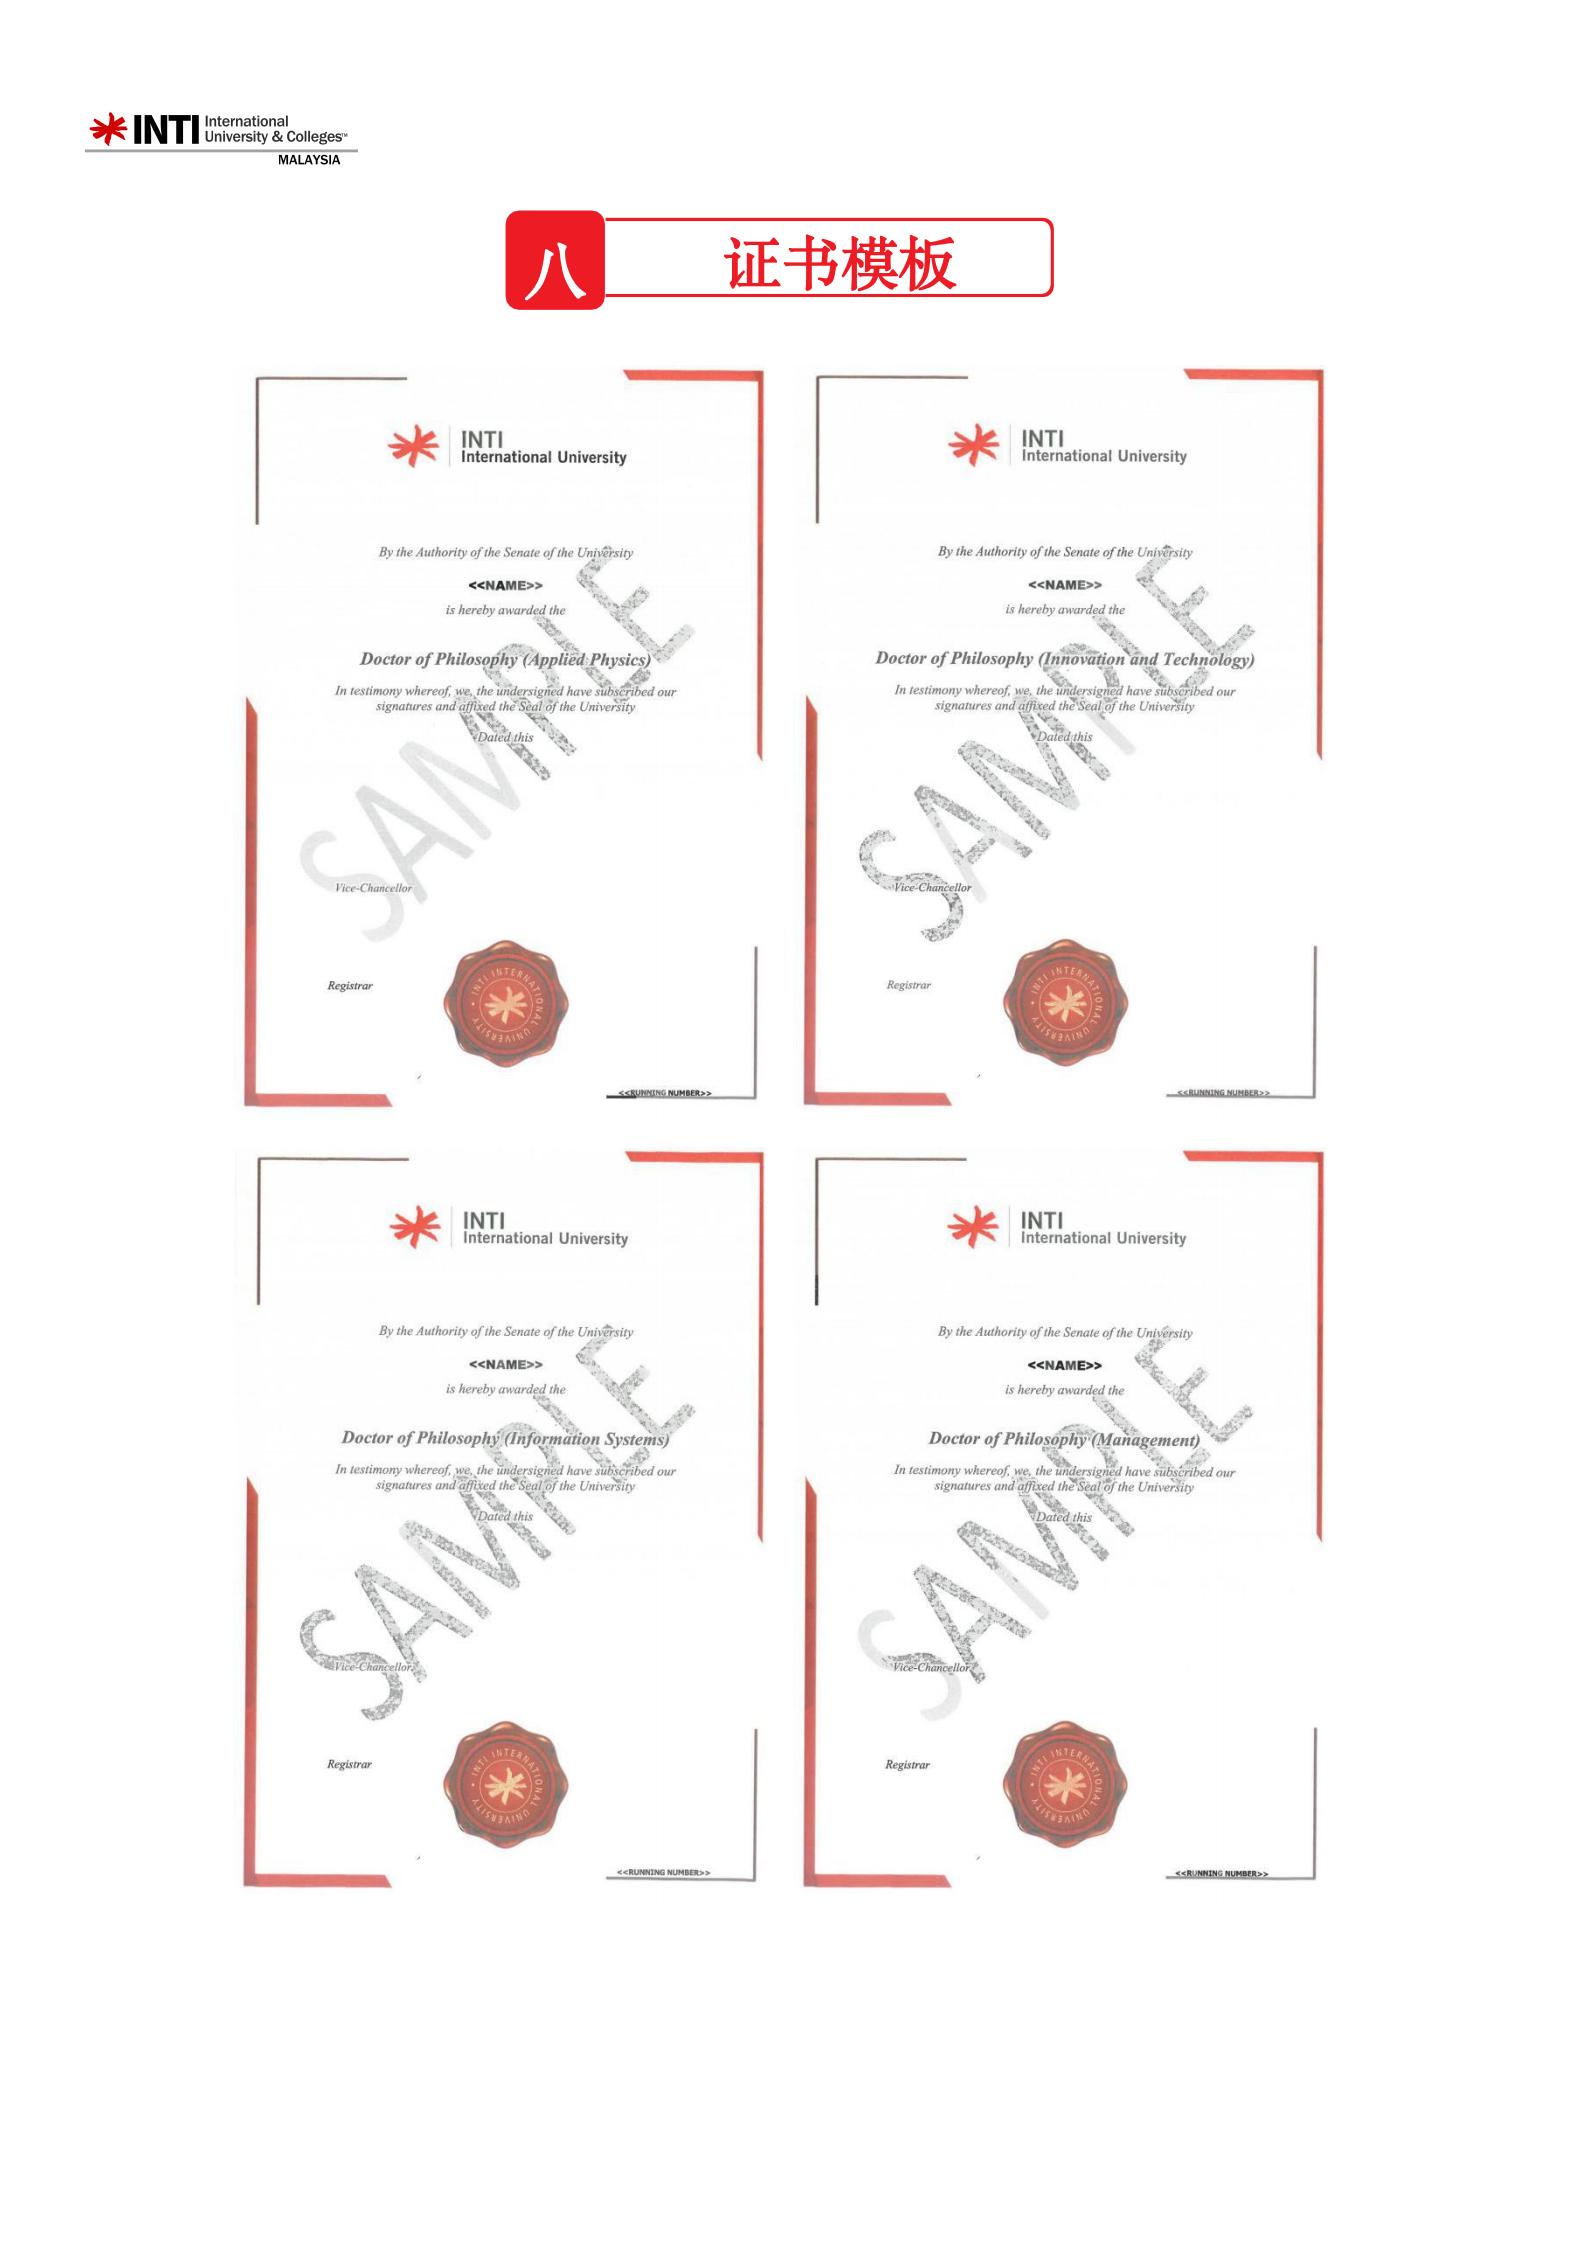 INTI International
University & Colleges™
MALAYSIA
八 证书模板
INTI
International University
By the Authority of the Senate of the University
<<NAME>>
is hereby awarded the
Doctor of Philosophy (Applied Physics)
In testimony whereof, we, the undersigned have subscribed our
signatures and affixed the Seal of the University
Dated this
SAMPLE
Vice-Chancellor
Registrar
INTI INTERNATIONAL UNIVERSITY
<<RUNNING NUMBER>>
INTI
International University
By the Authority of the Senate of the University
<<NAME>>
is hereby awarded the
Doctor of Philosophy (Innovation and Technology)
In testimony whereof, we, the undersigned have subscribed our
signatures and affixed the Seal of the University
Dated this
SAMPLE
Vice-Chancellor
Registrar
INTI INTERNATIONAL UNIVERSITY
<<RUNNING NUMBER>>
INTI
International University
By the Authority of the Senate of the University
<<NAME>>
is hereby awarded the
Doctor of Philosophy (Information Systems)
In testimony whereof, we, the undersigned have subscribed our
signatures and affixed the Seal of the University
Dated this
SAMPLE
Vice-Chancellor
Registrar
INTI INTERNATIONAL UNIVERSITY
<<RUNNING NUMBER>>
INTI
International University
By the Authority of the Senate of the University
<<NAME>>
is hereby awarded the
Doctor of Philosophy (Management)
In testimony whereof, we, the undersigned have subscribed our
signatures and affixed the Seal of the University
Dated this
SAMPLE
Vice-Chancellor
Registrar
INTI INTERNATIONAL UNIVERSITY
<<RUNNING NUMBER>>